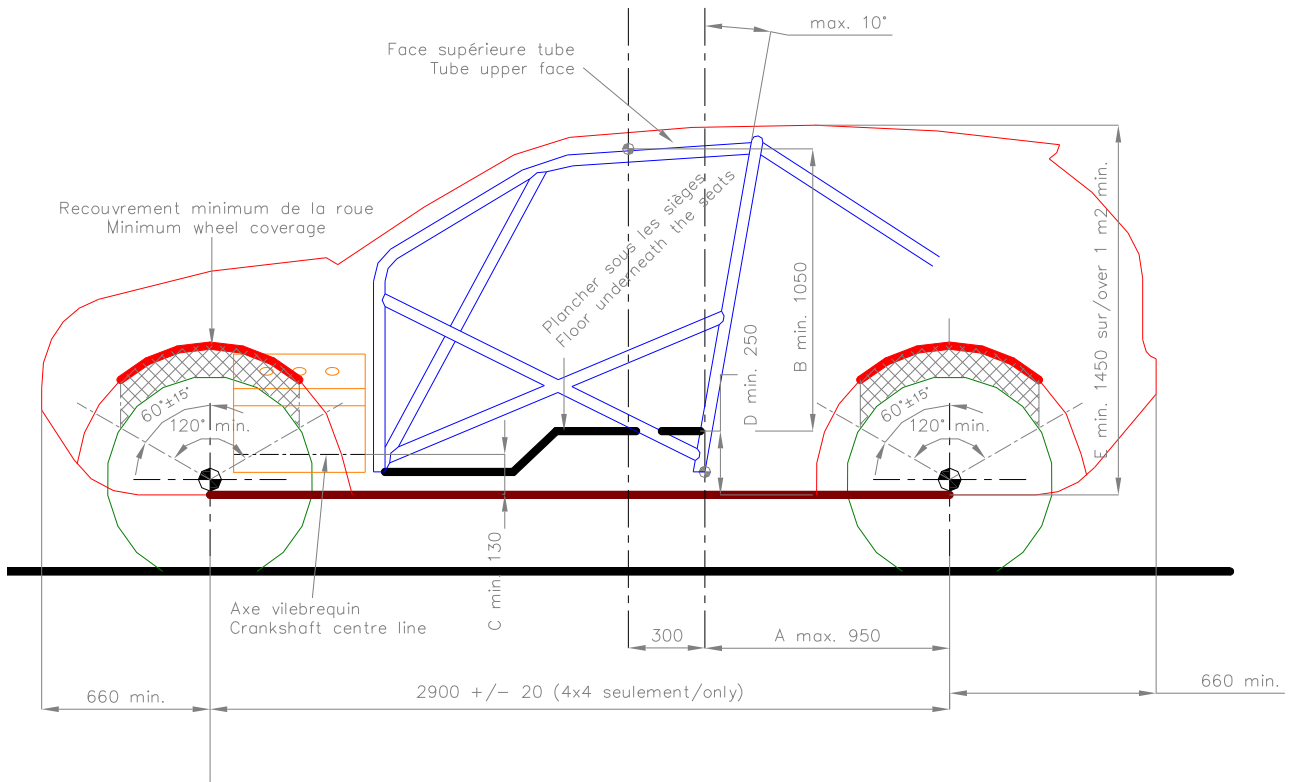 max. 10°
Face supérieure tube
Tube upper face
Recouvrement minimum de la roue
Minimum wheel coverage
Plancher sous les sièges
Floor underneath the seats
B min. 1050
E min. 1450 sur/over 1 m2 min.
D min. 250
60°±15°
120° min.
60°±15°
120° min.
C min. 130
Axe vilebrequin
Crankshaft centre line
300
A max. 950
660 min.
2900 +/- 20 (4x4 seulement/only)
660 min.